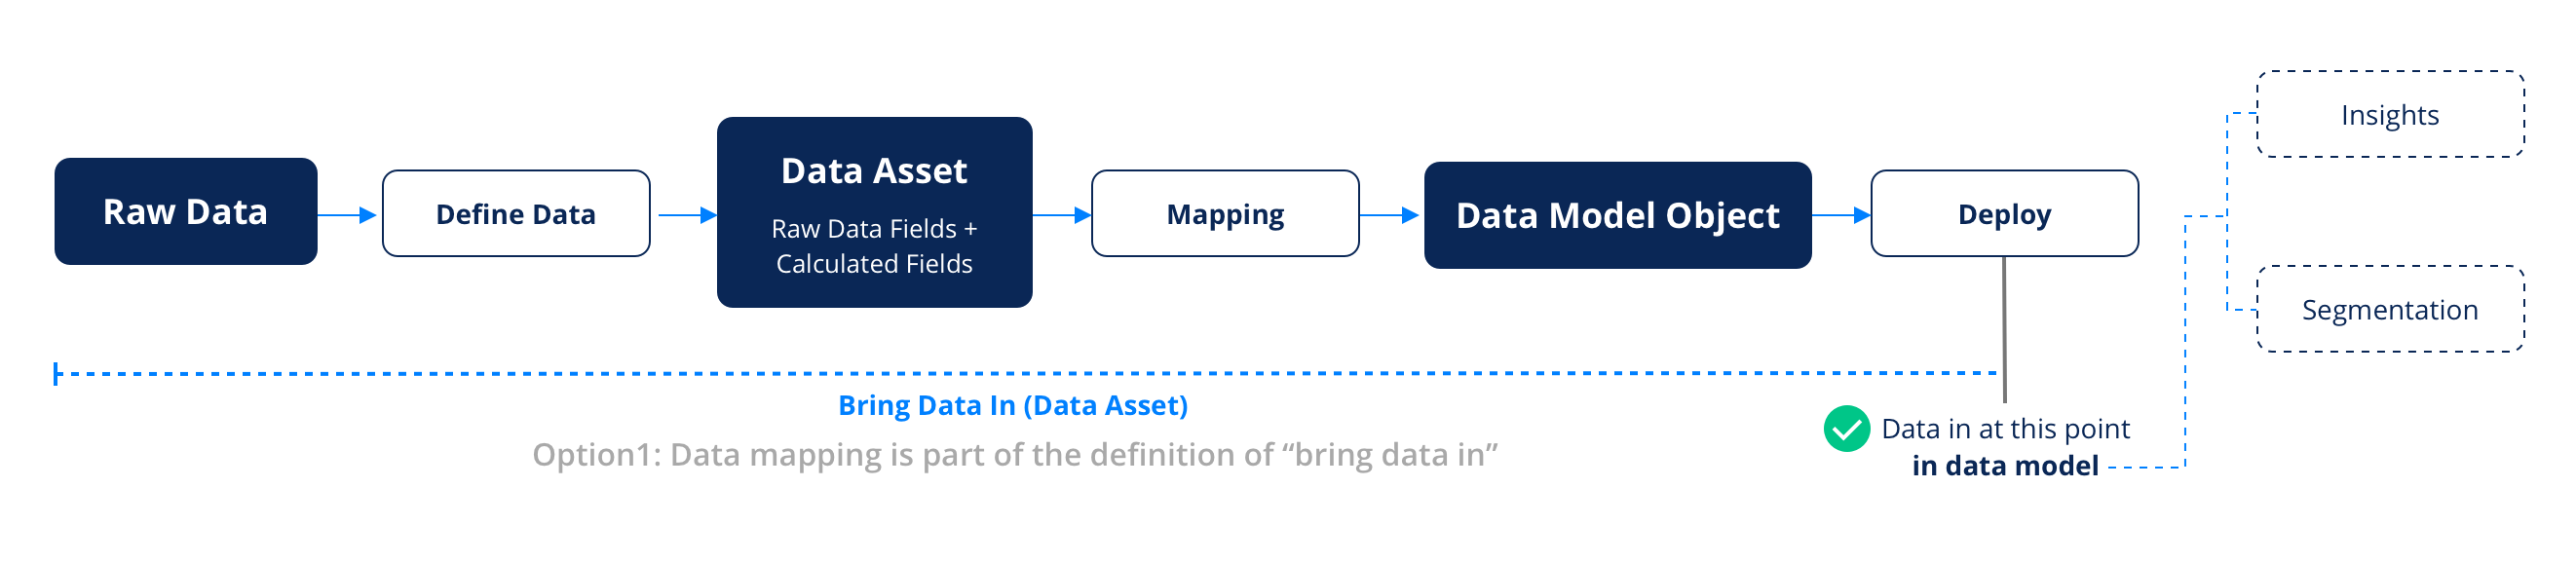 Raw Data
Define Data
Data Asset
Raw Data Fields +
Calculated Fields
Mapping
Data Model Object
Deploy
Insights
Segmentation
Bring Data In (Data Asset)
Option1: Data mapping is part of the definition of “bring data in”
Data in at this point
in data model